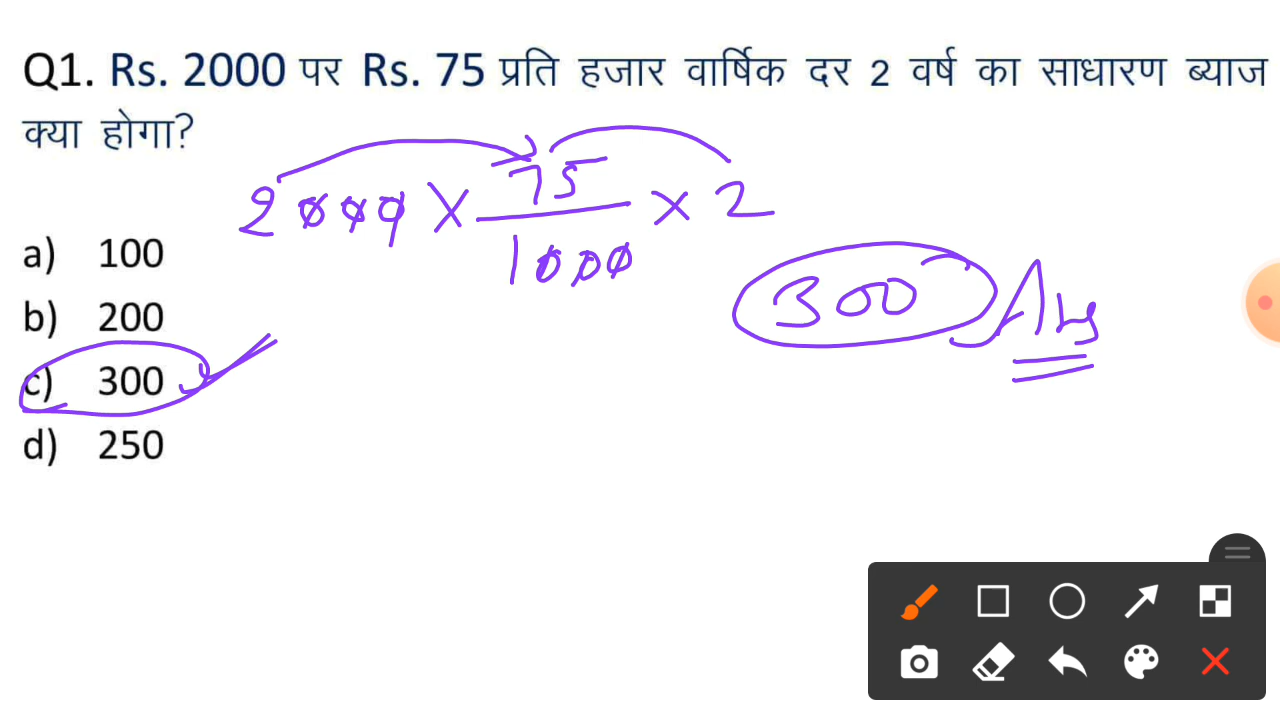 Q1. Rs. 2000 पर Rs. 75 प्रति हजार वार्षिक दर 2 वर्ष का साधारण ब्याज
क्या होगा?
2000 × 75/1000 × 2
a) 100
b) 200
300 Ans
c) 300
d) 250